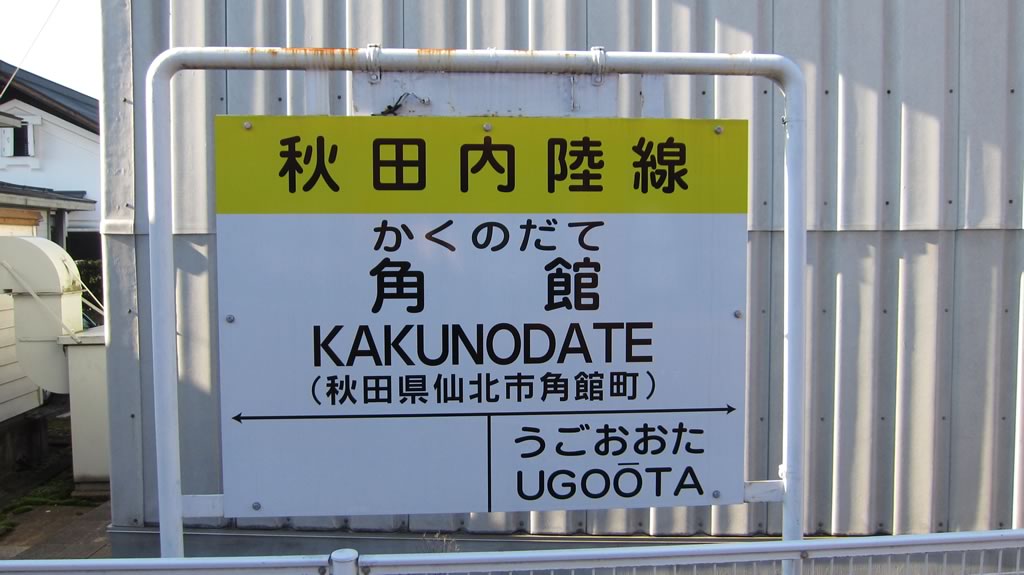 秋田内陸線
かくのだて
角館
KAKUNODATE
（秋田県仙北市角館町）
うごおおた
UGOŌTA